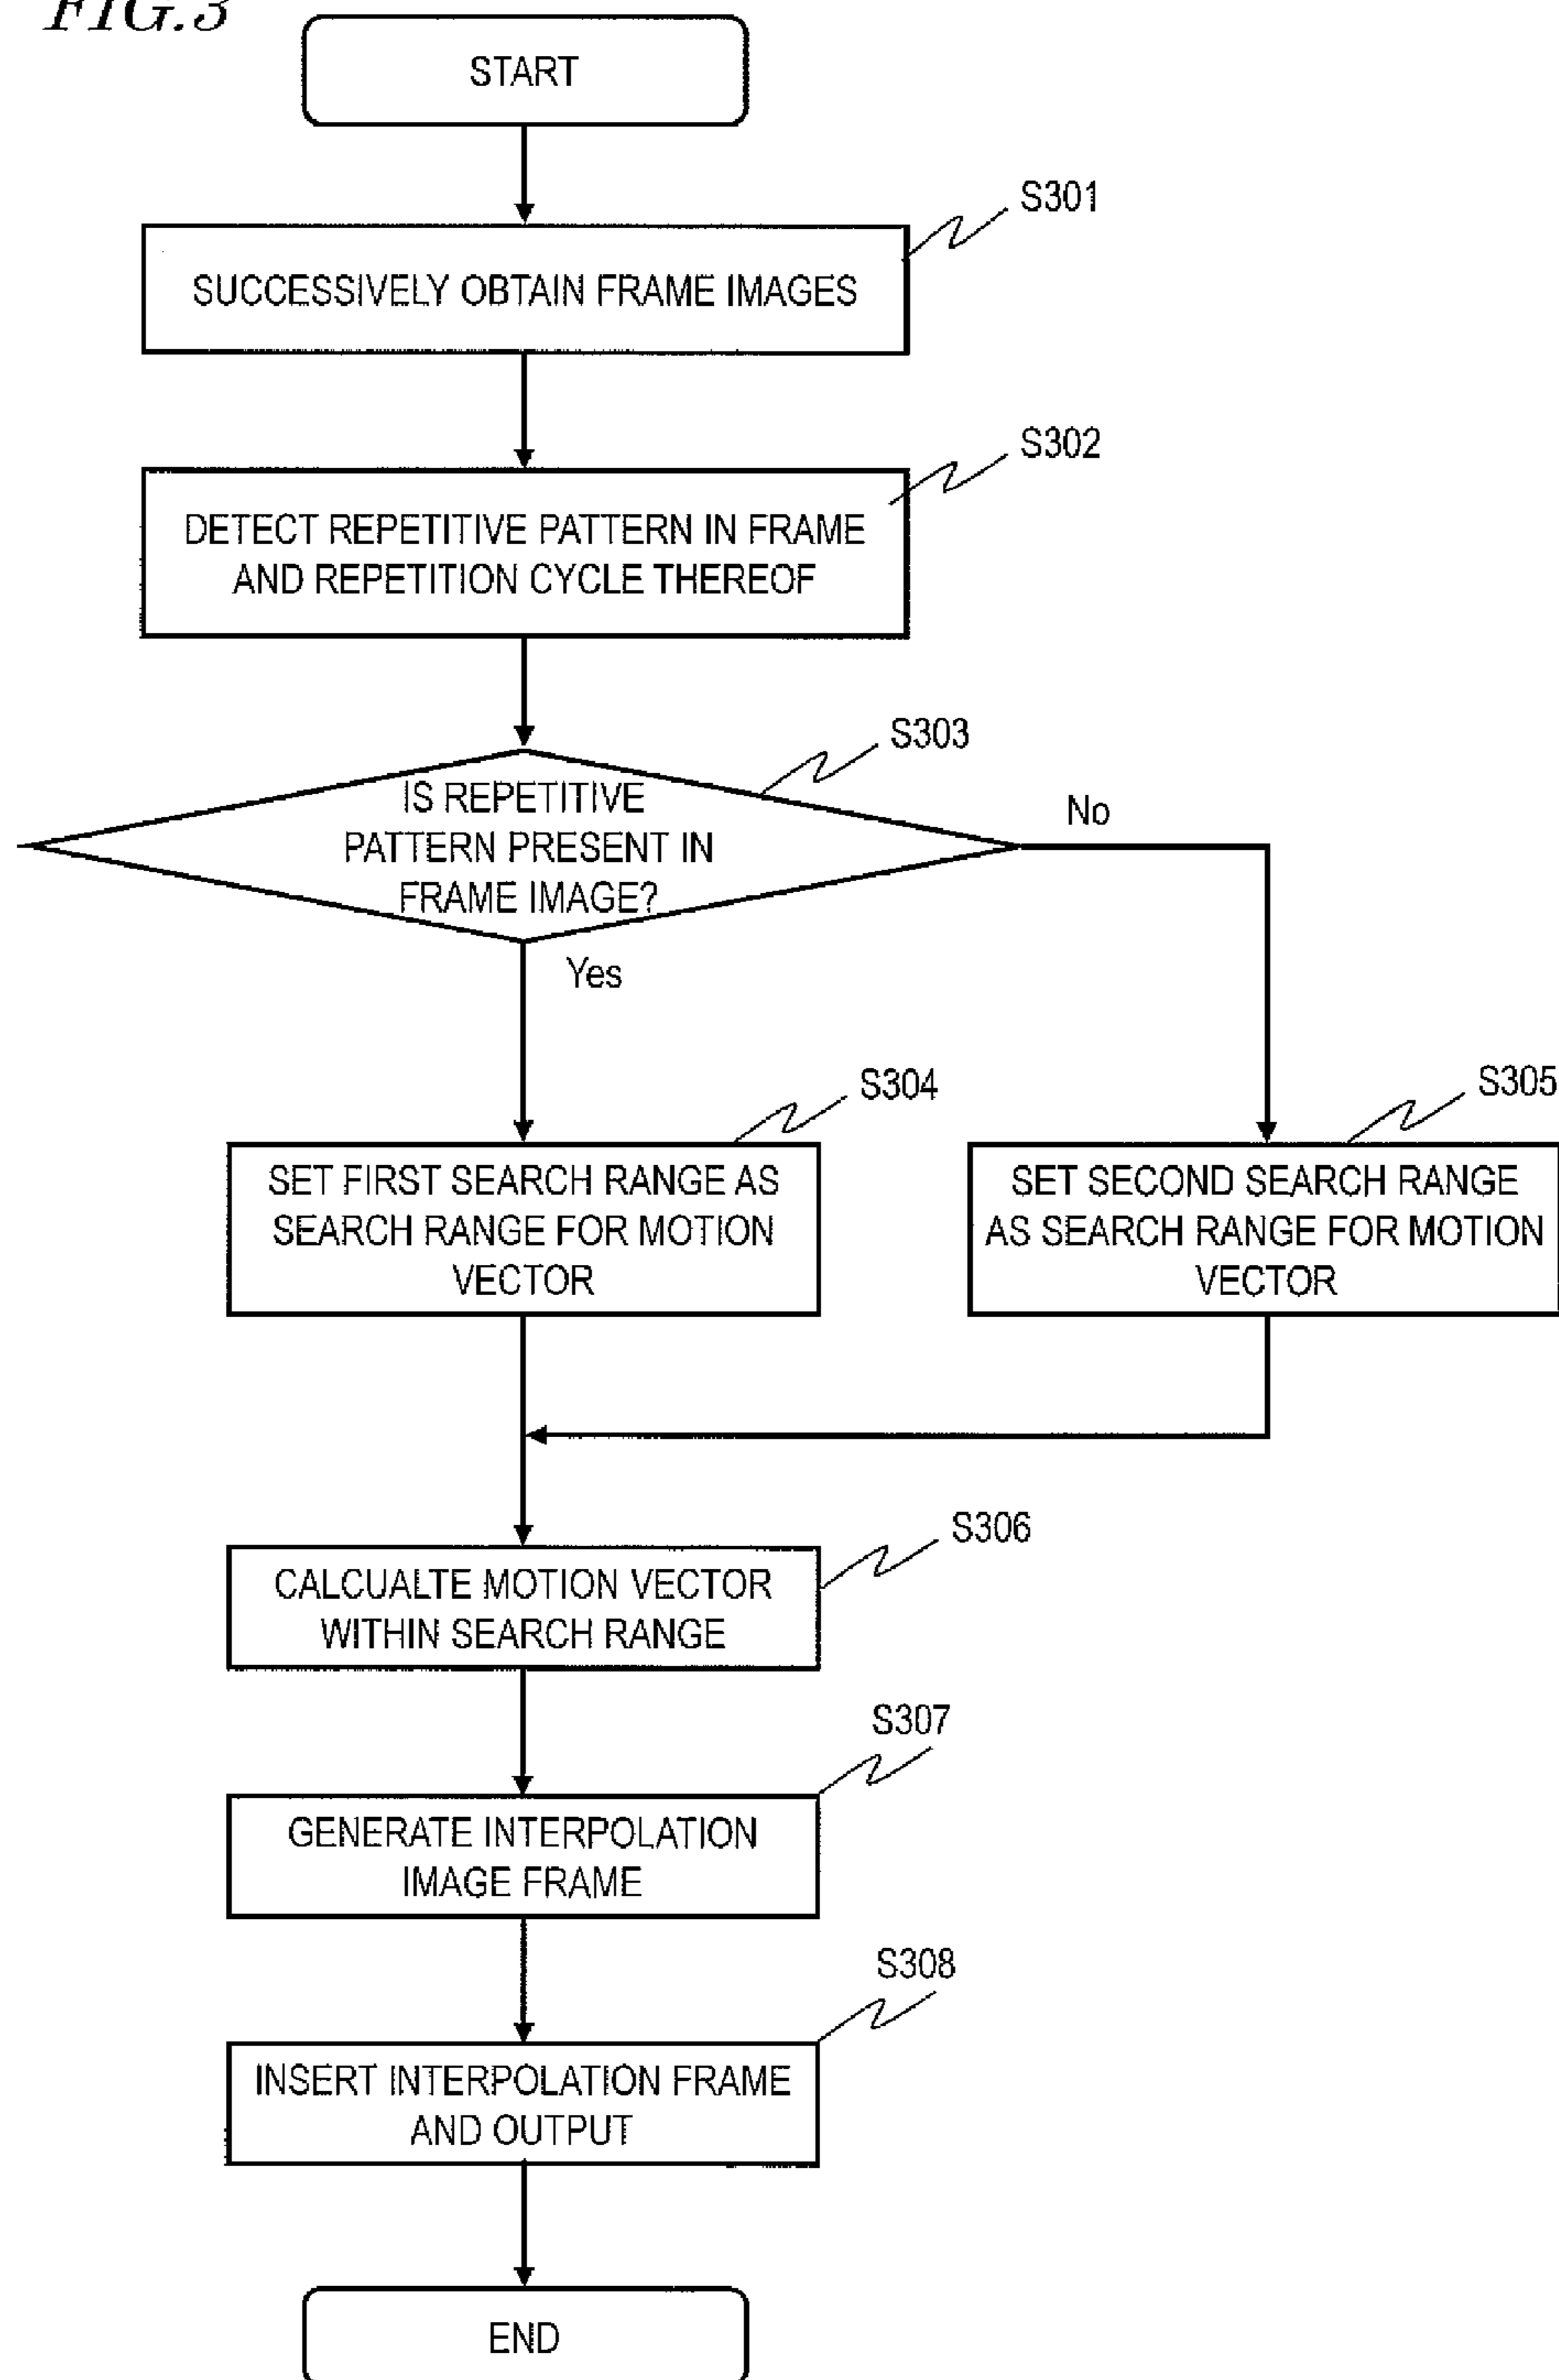 FIG.3
START
S301
SUCCESSIVELY OBTAIN FRAME IMAGES
S302
DETECT REPETITIVE PATTERN IN FRAME
AND REPETITION CYCLE THEREOF
S303
IS REPETITIVE
PATTERN PRESENT IN
FRAME IMAGE?
No
Yes
S304
SET FIRST SEARCH RANGE AS
SEARCH RANGE FOR MOTION
VECTOR
S305
SET SECOND SEARCH RANGE
AS SEARCH RANGE FOR MOTION
VECTOR
S306
CALCUALTE MOTION VECTOR
WITHIN SEARCH RANGE
S307
GENERATE INTERPOLATION
IMAGE FRAME
S308
INSERT INTERPOLATION FRAME
AND OUTPUT
END